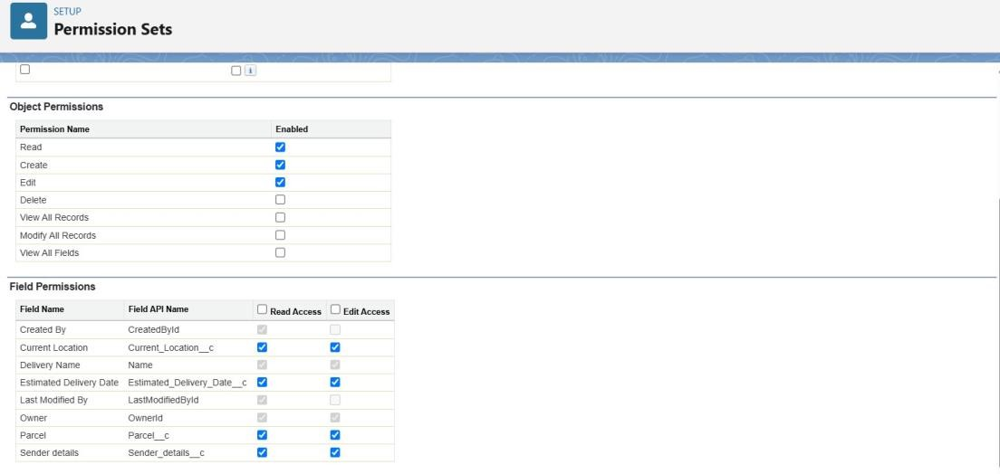 SETUP
Permission Sets
i
Object Permissions
Permission Name Enabled
Read
Create
Edit
Delete
View All Records
Modify All Records
View All Fields
Field Permissions
Field Name Field API Name Read Access Edit Access
Created By CreatedById
Current Location Current_Location__c
Delivery Name Name
Estimated Delivery Date Estimated_Delivery_Date__c
Last Modified By LastModifiedById
Owner OwnerId
Parcel Parcel__c
Sender details Sender_details__c